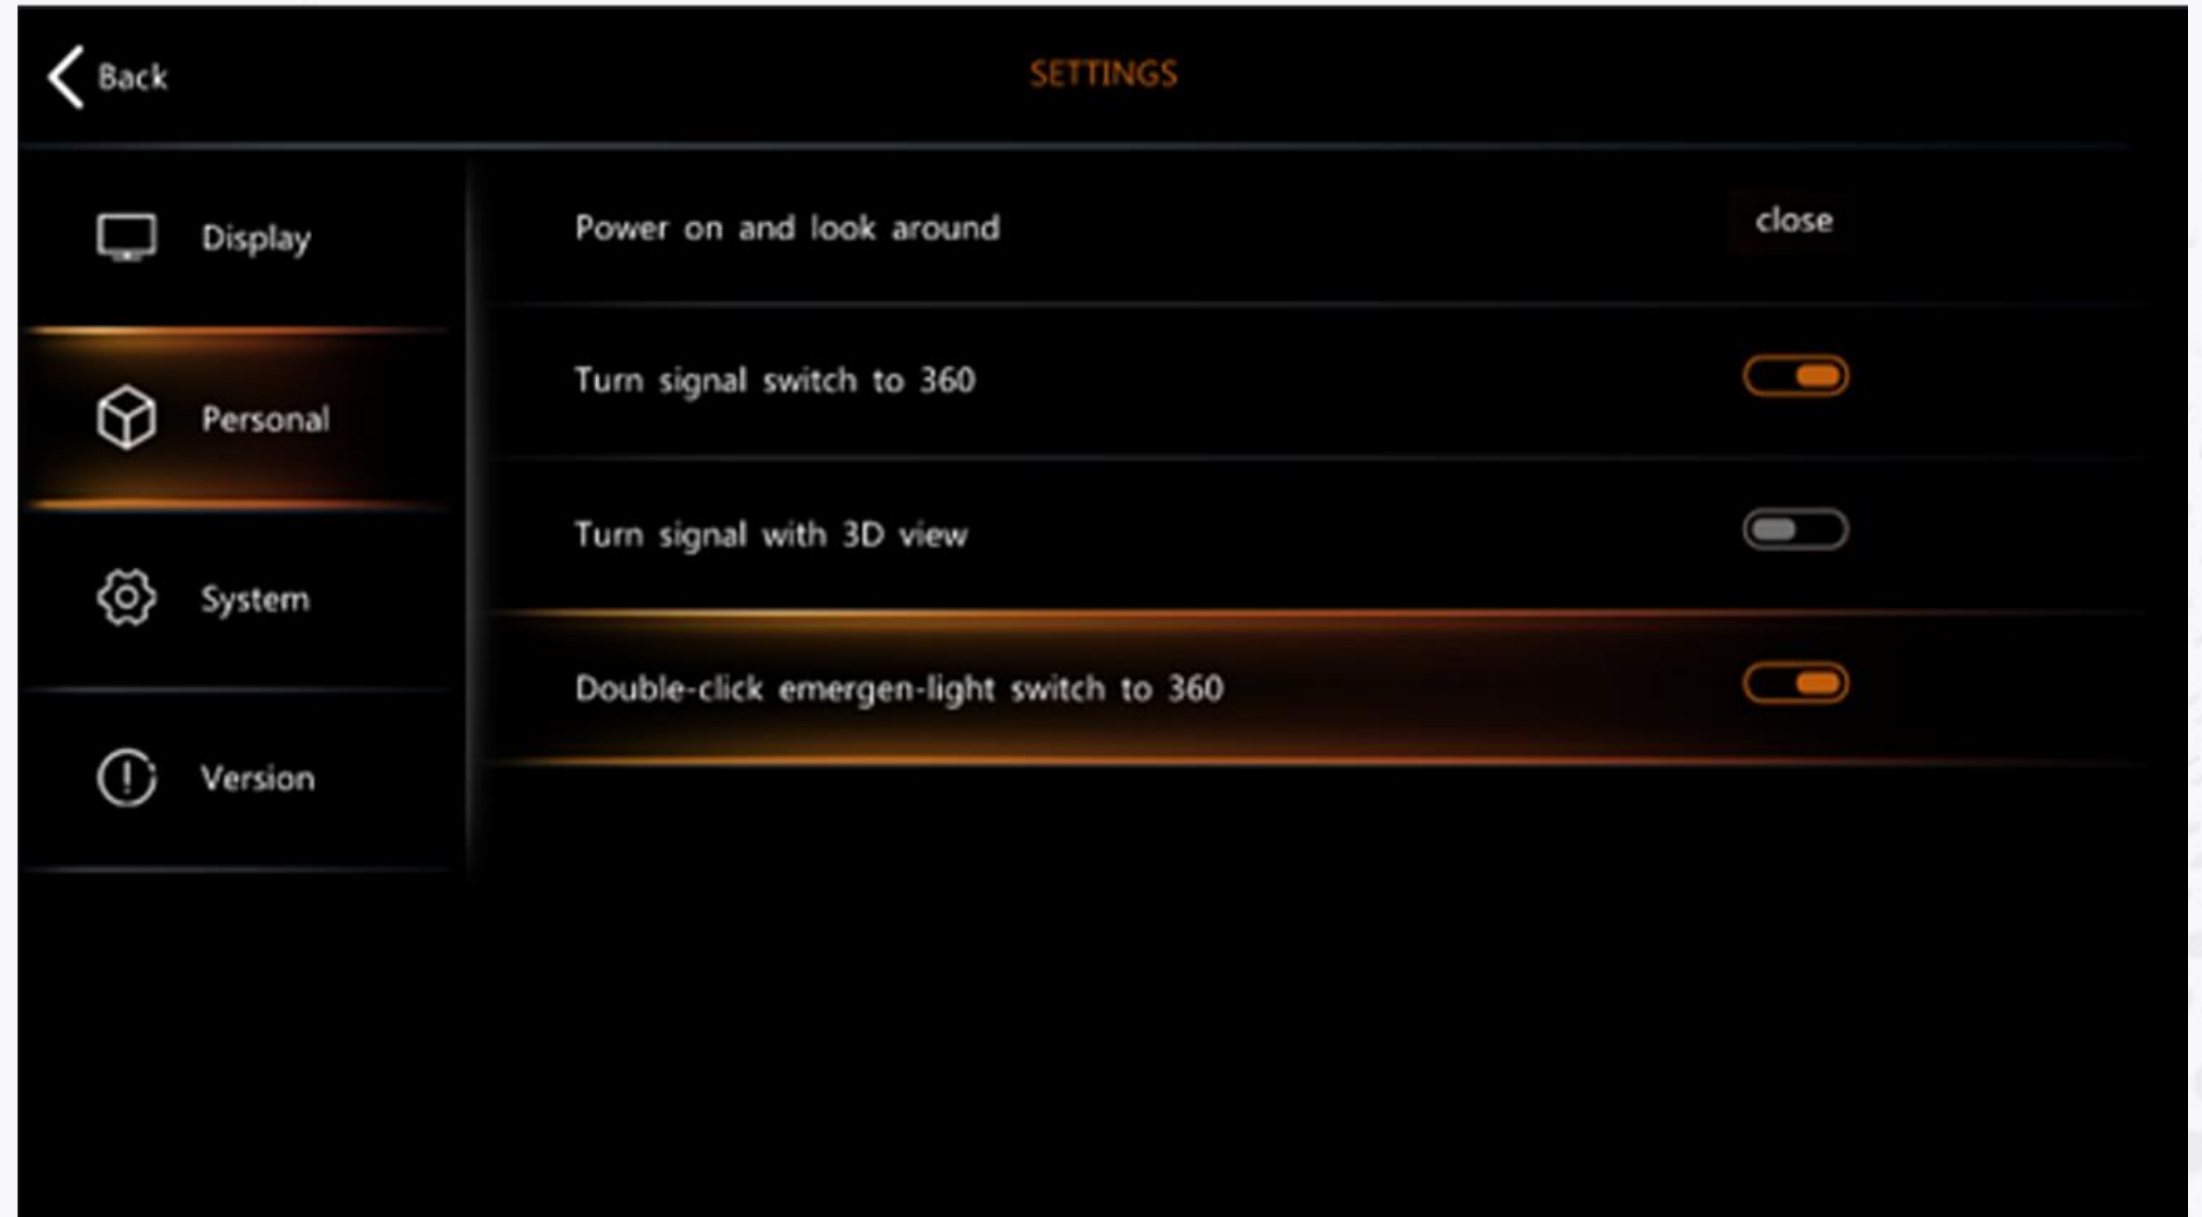 Back
SETTINGS
Display
Personal
System
Version
Power on and look around
close
Turn signal switch to 360
Turn signal with 3D view
Double-click emergen-light switch to 360